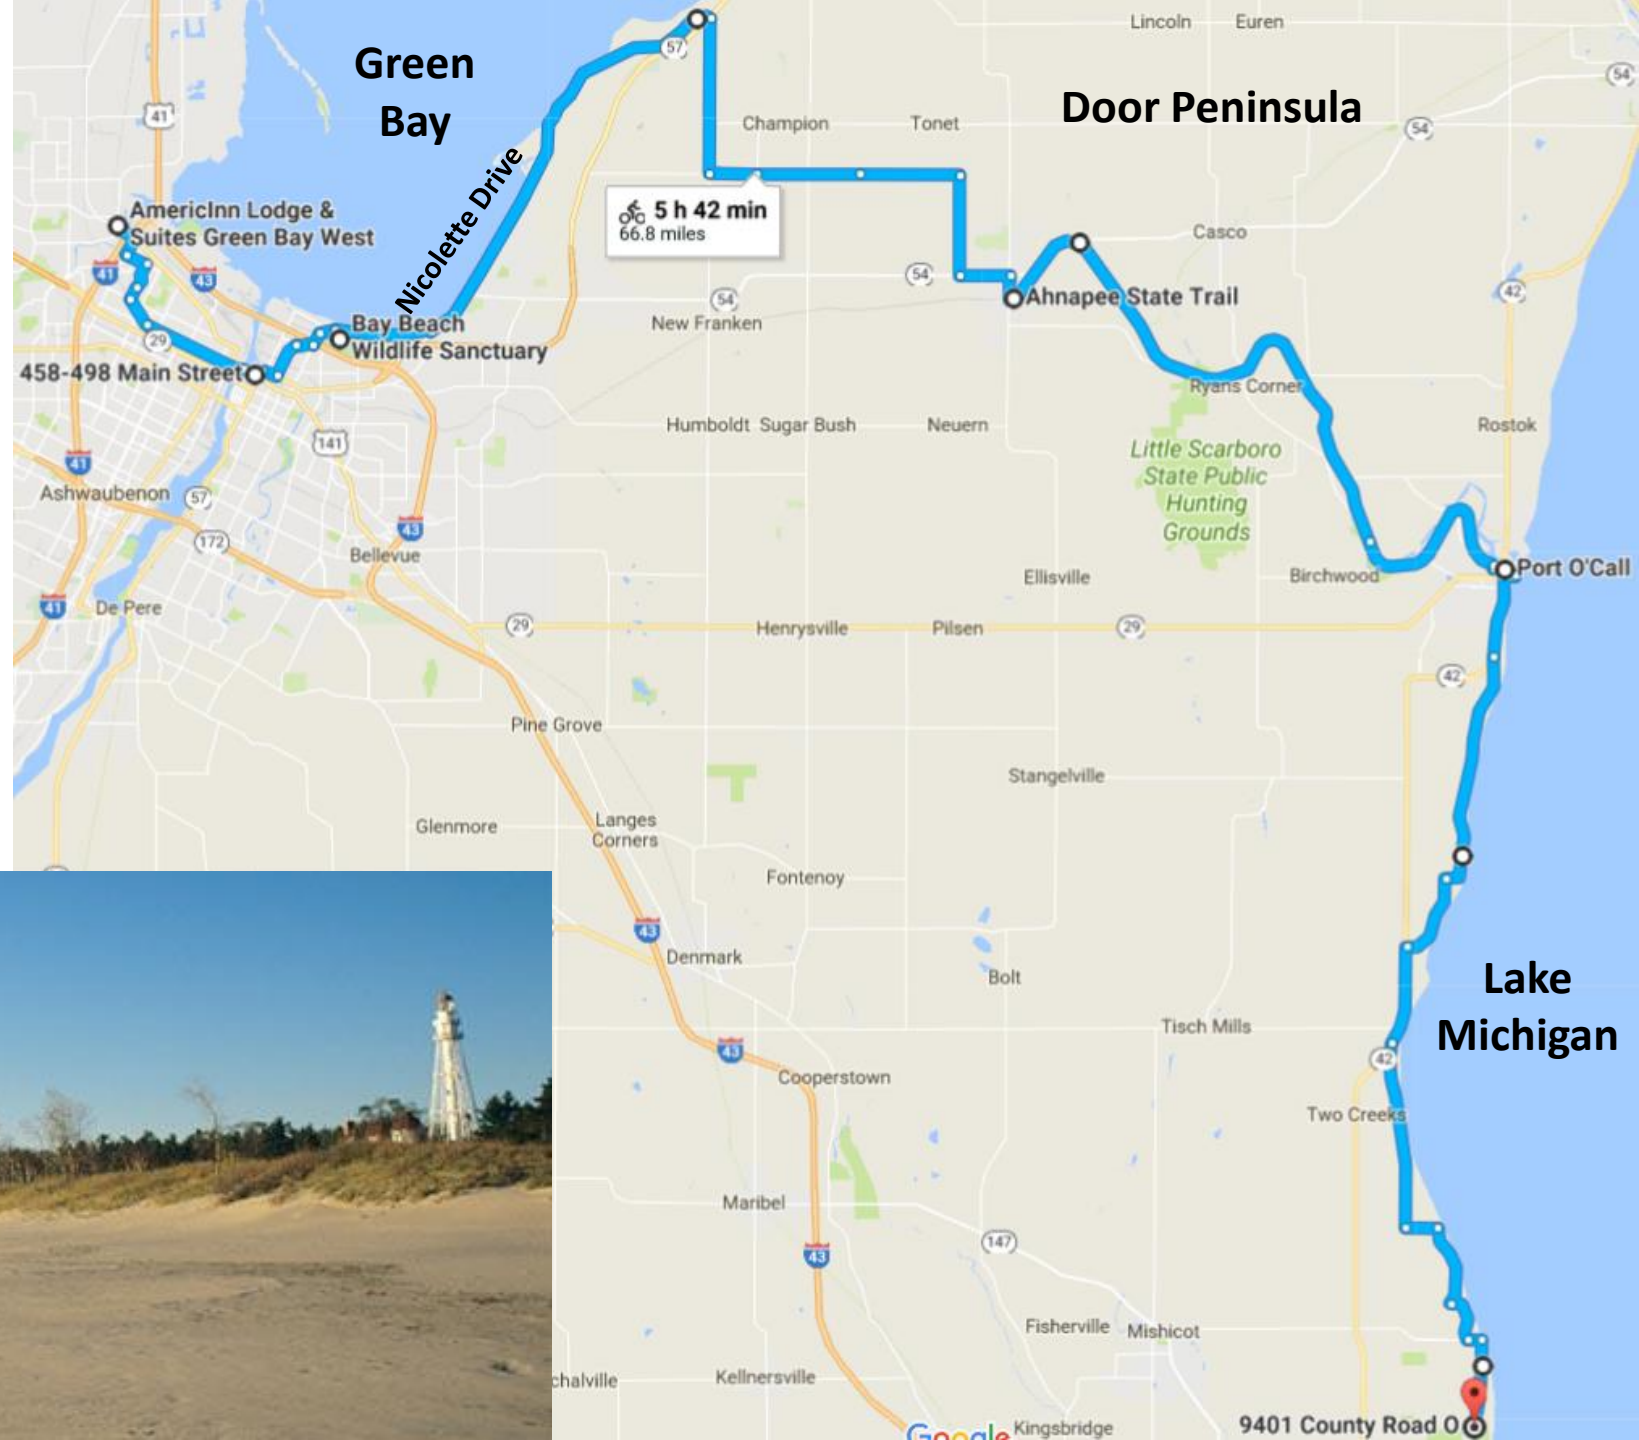 Lincoln
Euren
Green
Bay
57
54
41
Door Peninsula
Champion
Tonet
54
Nicolette Drive
AmericInn Lodge &
Suites Green Bay West
5 h 42 min
66.8 miles
Casco
41
43
54
42
Ahnapee State Trail
54
New Franken
Bay Beach
Wildlife Sanctuary
29
458-498 Main Street
Ryans Corner
Humboldt
Sugar Bush
Neuern
Rostok
141
Little Scarboro
State Public
Hunting
Grounds
41
Ashwaubenon
57
43
172
Bellevue
Port O'Call
Ellisville
Birchwood
41
De Pere
29
Henrysville
Pilsen
29
42
Pine Grove
Stangelville
Glenmore
Langes
Corners
Fontenoy
43
Denmark
Bolt
Lake
Michigan
Tisch Mills
43
42
Cooperstown
Two Creeks
Maribel
147
43
Fisherville
Mishicot
chalville
Kellnersville
Google
Kingsbridge
9401 County Road O